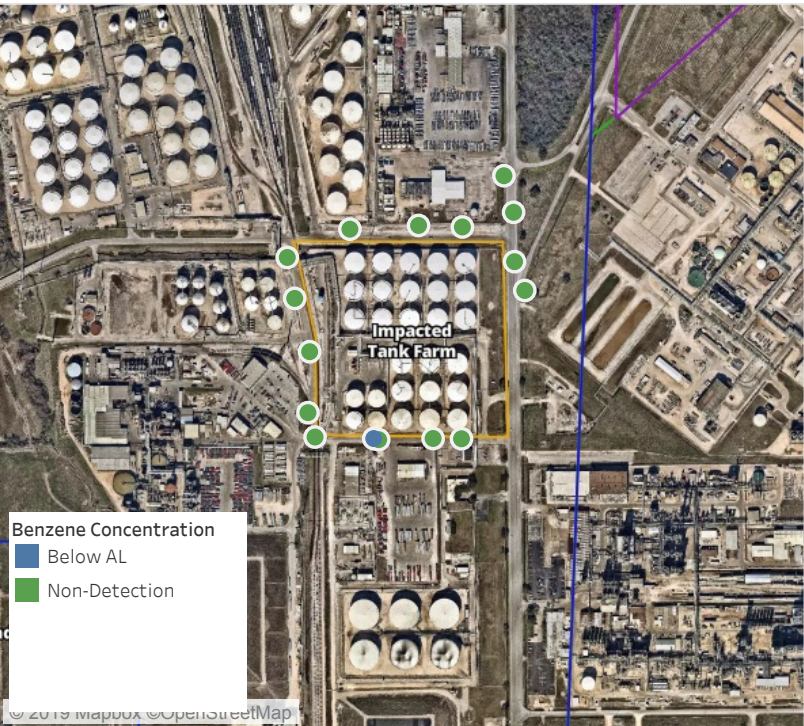 Impacted
Tank Farm
Benzene Concentration
Below AL
Non-Detection
© 2019 Mapbox ©OpenStreetMap